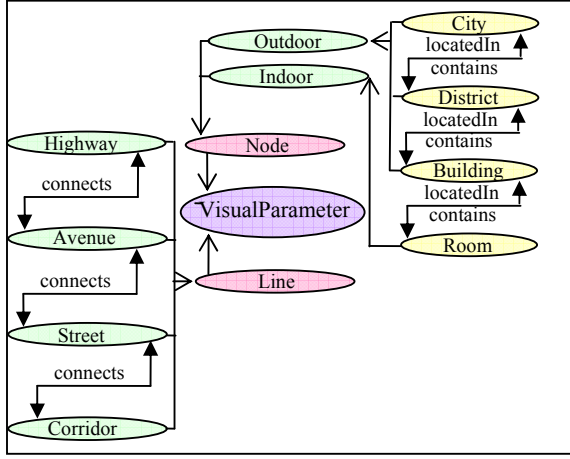 Outdoor
Indoor
City
locatedIn
contains
District
locatedIn
contains
Building
locatedIn
contains
Room
Node
VisualParameter
Line
Highway
connects
Avenue
connects
Street
connects
Corridor